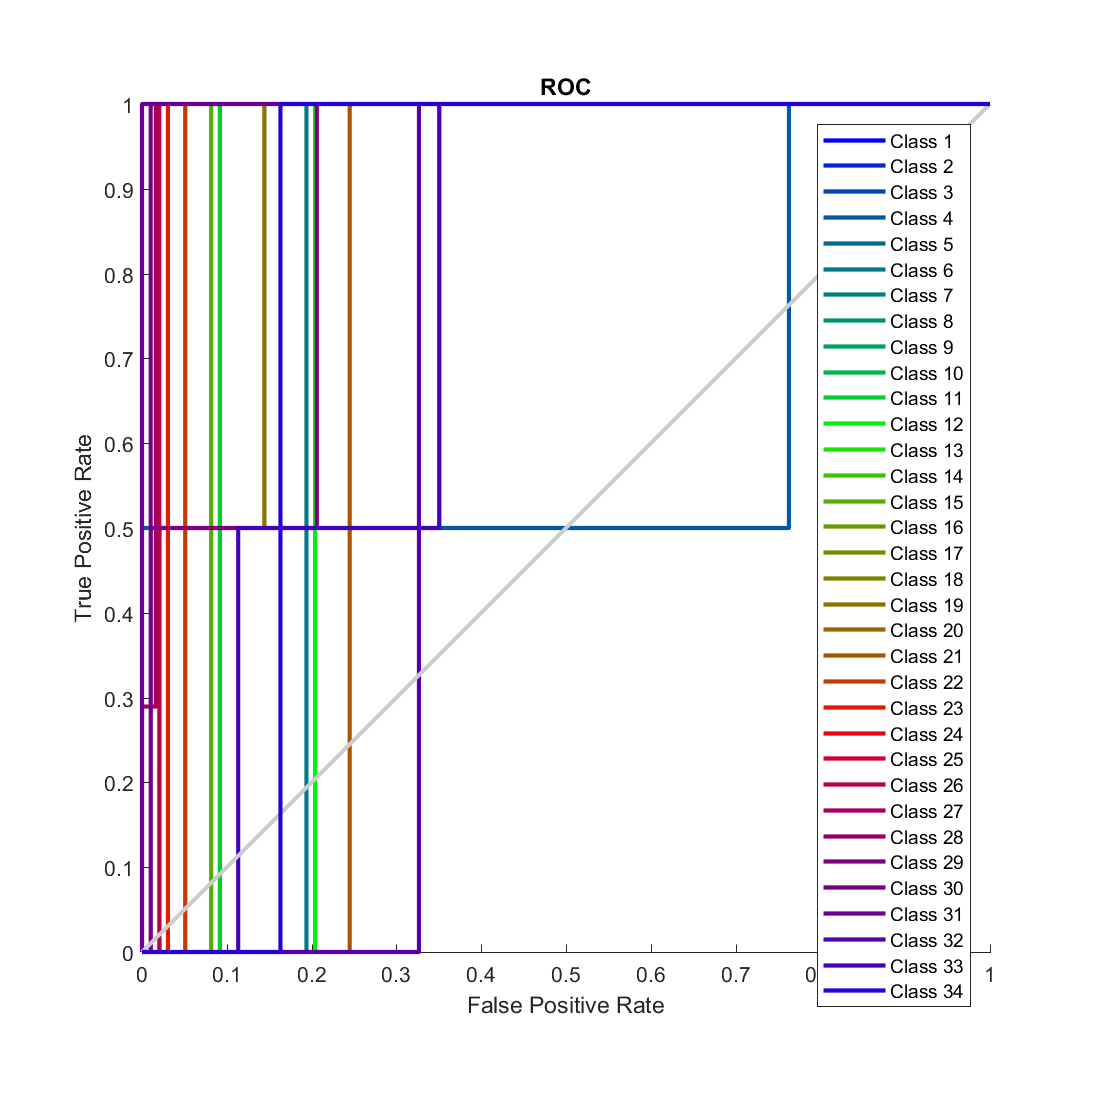 ROC
1
0.9
0.8
0.7
0.6
0.5
0.4
0.3
0.2
0.1
0
True Positive Rate
0 0.1 0.2 0.3 0.4 0.5 0.6 0.7 1
False Positive Rate
Class 1
Class 2
Class 3
Class 4
Class 5
Class 6
Class 7
Class 8
Class 9
Class 10
Class 11
Class 12
Class 13
Class 14
Class 15
Class 16
Class 17
Class 18
Class 19
Class 20
Class 21
Class 22
Class 23
Class 24
Class 25
Class 26
Class 27
Class 28
Class 29
Class 30
Class 31
Class 32
Class 33
Class 34